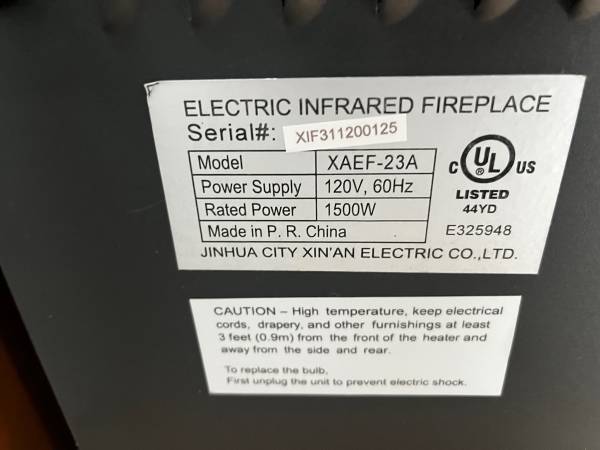 ELECTRIC INFRARED FIREPLACE
Serial#: XIF311200125
Model XAEF-23A
Power Supply 120V, 60Hz
Rated Power 1500W
Made in P. R. China
C UL ® US
LISTED
44YD
E325948
JINHUA CITY XIN'AN ELECTRIC CO.,LTD.
CAUTION – High temperature, keep electrical
cords, drapery, and other furnishings at least
3 feet (0.9m) from the front of the heater and
away from the side and rear.
To replace the bulb,
First unplug the unit to prevent electric shock.